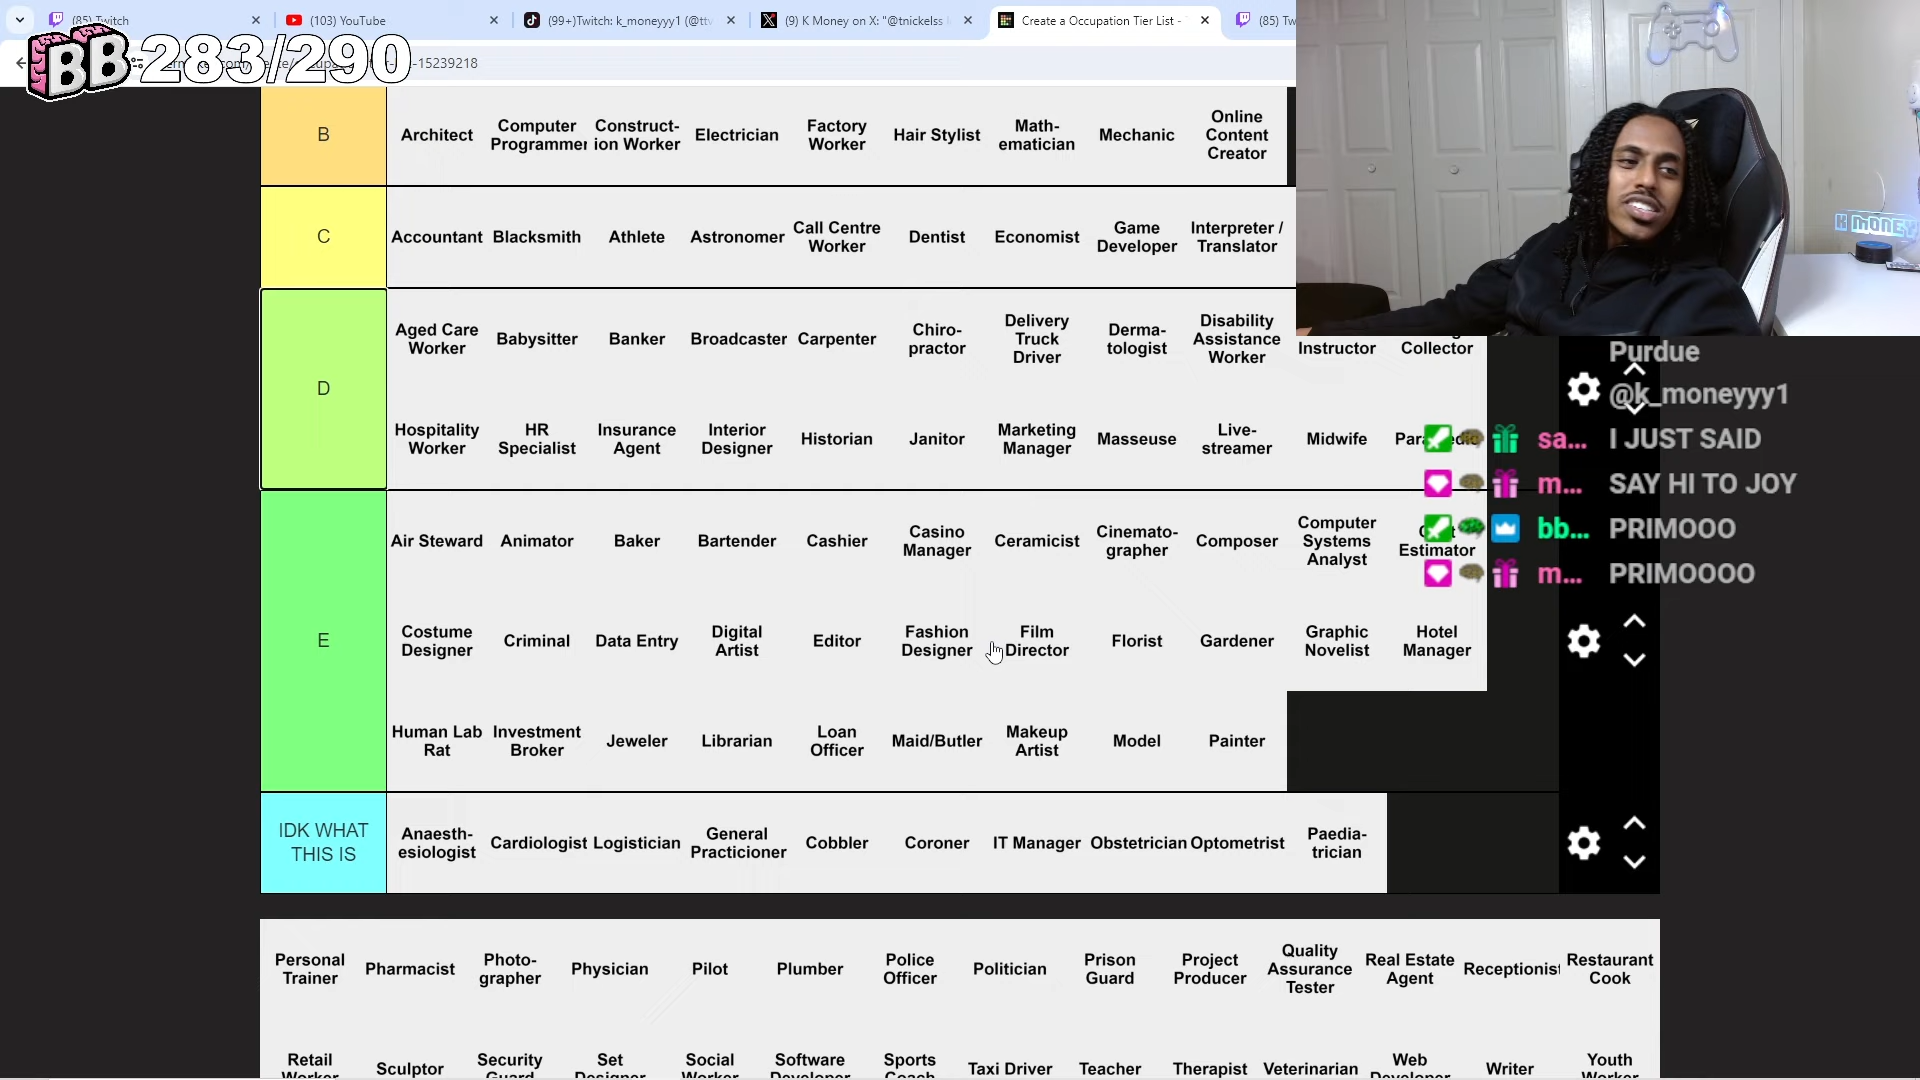 (85) Twitch
(103) YouTube
(99+)Twitch: k_moneyyy1 (@ttv
(9) K Money on X: "@tnickelss
Create a Occupation Tier List -
(85) Tw
BB 283/290
-15239218
B
Architect
Computer
Programmer
Construct-
ion Worker
Electrician
Factory
Worker
Hair Stylist
Math-
ematician
Mechanic
Online
Content
Creator
C
Accountant
Blacksmith
Athlete
Astronomer
Call Centre
Worker
Dentist
Economist
Game
Developer
Interpreter /
Translator
K MONEY
D
Aged Care
Worker
Babysitter
Banker
Broadcaster
Carpenter
Chiro-
practor
Delivery
Truck
Driver
Derma-
tologist
Disability
Assistance
Worker
Instructor
Collector
Hospitality
Worker
HR
Specialist
Insurance
Agent
Interior
Designer
Historian
Janitor
Marketing
Manager
Masseuse
Live-
streamer
Midwife
Purdue
@k_moneyyy1
sa... I JUST SAID
m... SAY HI TO JOY
bb... PRIMOOO
m... PRIMOOOO
E
Air Steward
Animator
Baker
Bartender
Cashier
Casino
Manager
Ceramicist
Cinemato-
grapher
Composer
Computer
Systems
Analyst
Estimator
Costume
Designer
Criminal
Data Entry
Digital
Artist
Editor
Fashion
Designer
Film
Director
Florist
Gardener
Graphic
Novelist
Hotel
Manager
Human Lab
Rat
Investment
Broker
Jeweler
Librarian
Loan
Officer
Maid/Butler
Makeup
Artist
Model
Painter
IDK WHAT
THIS IS
Anaesth-
esiologist
Cardiologist
Logistician
General
Practicioner
Cobbler
Coroner
IT Manager
Obstetrician
Optometrist
Paedia-
trician
Personal
Trainer
Pharmacist
Photo-
grapher
Physician
Pilot
Plumber
Police
Officer
Politician
Prison
Guard
Project
Producer
Quality
Assurance
Tester
Real Estate
Agent
Receptionist
Restaurant
Cook
Retail
Worker
Sculptor
Security
Guard
Set
Designer
Social
Worker
Software
Developer
Sports
Coach
Taxi Driver
Teacher
Therapist
Veterinarian
Web
Developer
Writer
Youth
Worker